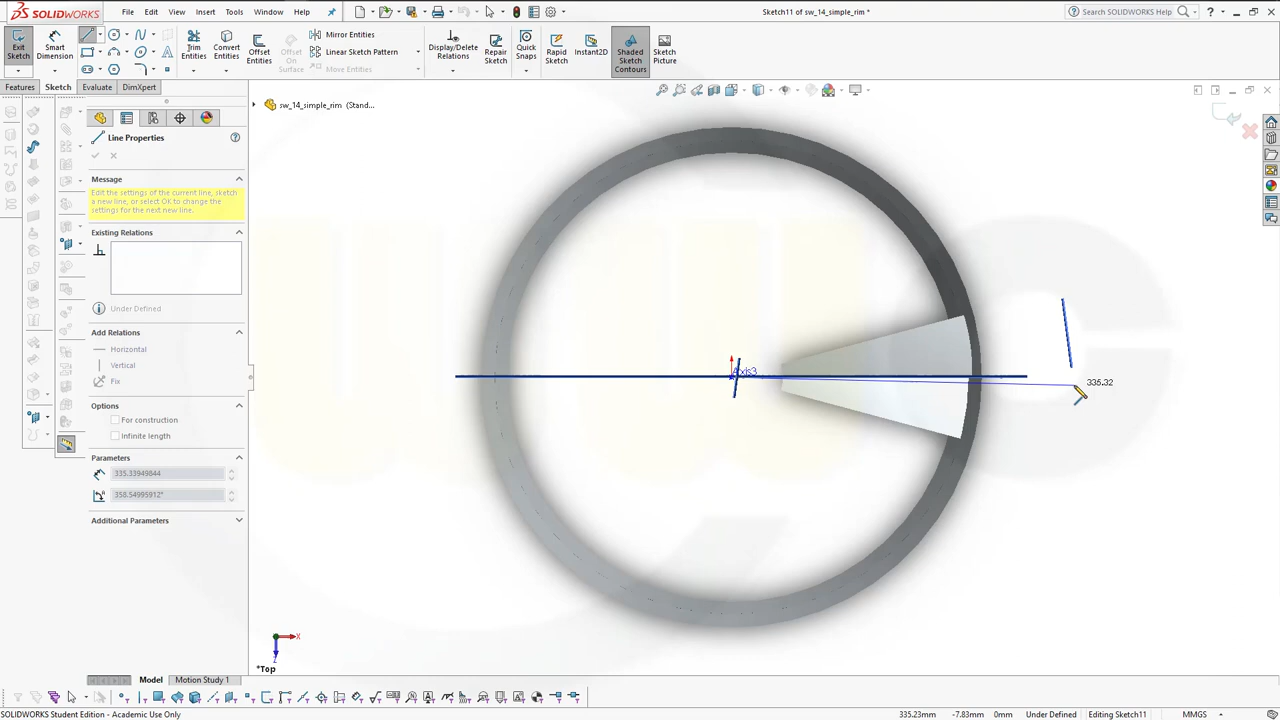 SOLIDWORKS
File Edit View Insert Tools Window Help
Sketch11 of sw_14_simple_rim *
Search SOLIDWORKS Help
Exit Sketch
Smart Dimension
Trim Entities
Convert Entities
Offset Entities
Offset On Surface
Mirror Entities
Linear Sketch Pattern
Move Entities
Display/Delete Relations
Repair Sketch
Quick Snaps
Rapid Sketch
Instant2D
Shaded Sketch Contours
Sketch Picture
Features Sketch Evaluate DimXpert
sw_14_simple_rim (Stand...
Line Properties
Message
Edit the settings of the current line, sketch
a new line, or select OK to change the
settings for the next new line.
Existing Relations
Under Defined
Add Relations
Horizontal
Vertical
Fix
Options
For construction
Infinite length
Parameters
335.33949844
358.54995912°
Additional Parameters
Axis3
335.32
X
Z
*Top
Model Motion Study 1
SOLIDWORKS Student Edition - Academic Use Only
335.23mm -7.83mm 0mm Under Defined Editing Sketch11 MMGS